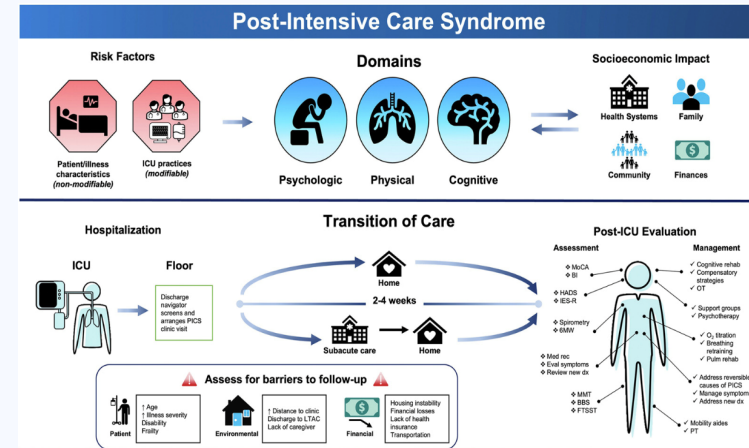 Post-Intensive Care Syndrome
Risk Factors
Patient/illness
characteristics
(non-modifiable)
ICU practices
(modifiable)
Domains
Psychologic
Physical
Cognitive
Socioeconomic Impact
Health Systems
Family
Community
Finances
Transition of Care
Hospitalization
ICU
Floor
Discharge
navigator
screens and
arranges PICS
clinic visit
Home
2-4 weeks
Subacute care
Home
Post-ICU Evaluation
Assessment
❖ MoCA
❖ BI
❖ HADS
❖ IES-R
❖ Spirometry
❖ 6MW
❖ Med rec
❖ Eval symptoms
❖ Review new dx
❖ MMT
❖ BBS
❖ FTSST
Management
✓ Cognitive rehab
✓ Compensatory
strategies
✓ OT
✓ Support groups
✓ Psychotherapy
✓ O₂ titration
✓ Breathing
retraining
✓ Pulm rehab
✓ Address reversible
causes of PICS
✓ Manage symptom
✓ Address new dx
✓ Mobility aides
✓ PT
Assess for barriers to follow-up
Patient
↑ Age
↑ Illness severity
Disability
Frailty
Environmental
↑ Distance to clinic
Discharge to LTAC
Lack of caregiver
$
Financial
Housing instability
Financial losses
Lack of health
insurance
Transportation